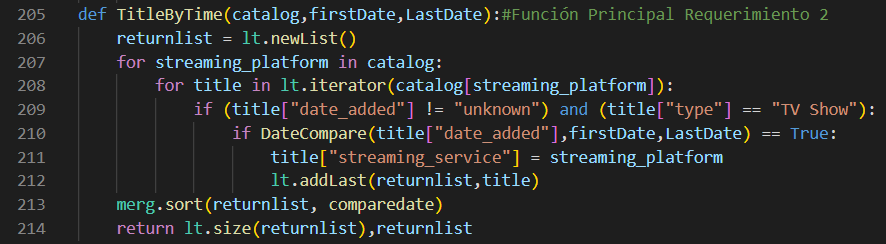 205 def TitleByTime(catalog,firstDate,LastDate):#Función Principal Requerimiento 2
206     returnlist = lt.newList()
207     for streaming_platform in catalog:
208         for title in lt.iterator(catalog[streaming_platform]):
209             if (title["date_added"] != "unknown") and (title["type"] == "TV Show"):
210                 if DateCompare(title["date_added"],firstDate,LastDate) == True:
211                     title["streaming_service"] = streaming_platform
212                     lt.addLast(returnlist,title)
213     merg.sort(returnlist, comparedate)
214     return lt.size(returnlist),returnlist